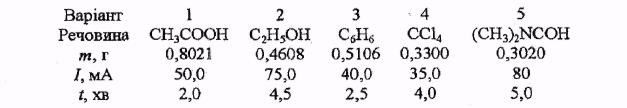 Варіант 1 2 3 4 5
Речовина CH₃COOH C₂H₅OH C₆H₆ CCl₄ (CH₃)₂NCOH
m, г 0,8021 0,4608 0,5106 0,3300 0,3020
I, мА 50,0 75,0 40,0 35,0 80
t, хв 2,0 4,5 2,5 4,0 5,0